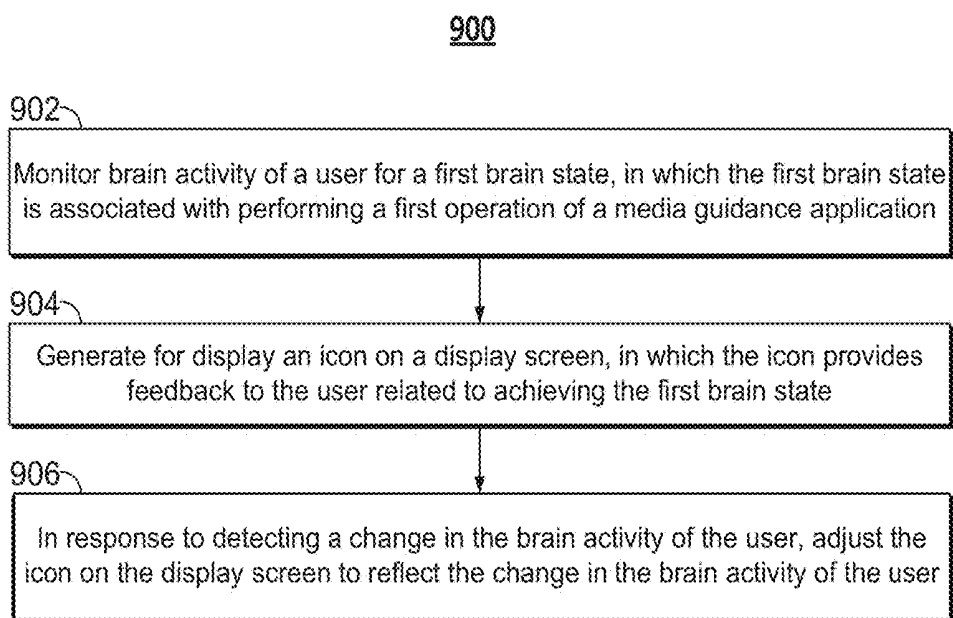 900
902
Monitor brain activity of a user for a first brain state, in which the first brain state
is associated with performing a first operation of a media guidance application
904
Generate for display an icon on a display screen, in which the icon provides
feedback to the user related to achieving the first brain state
906
In response to detecting a change in the brain activity of the user, adjust the
icon on the display screen to reflect the change in the brain activity of the user